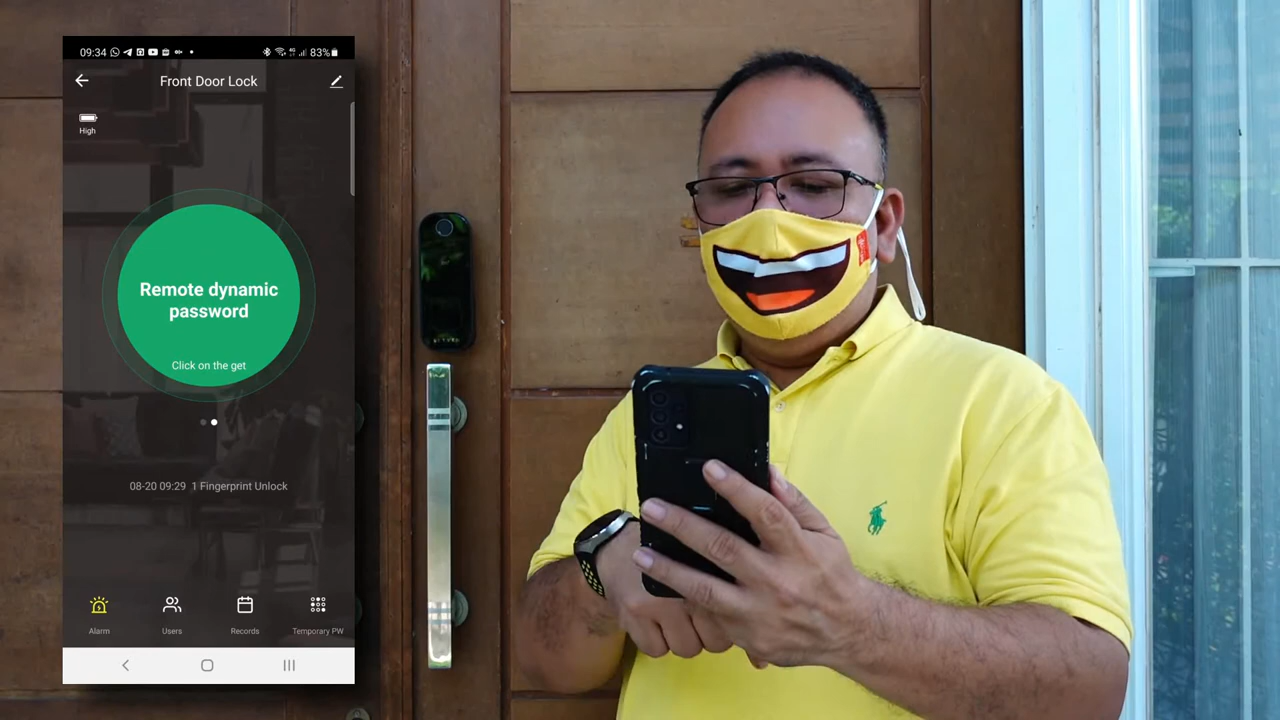 09:34
83%
Front Door Lock
High
Remote dynamic
password
Click on the get
08-20 09:29 1 Fingerprint Unlock
Alarm
Users
Records
Temporary PW